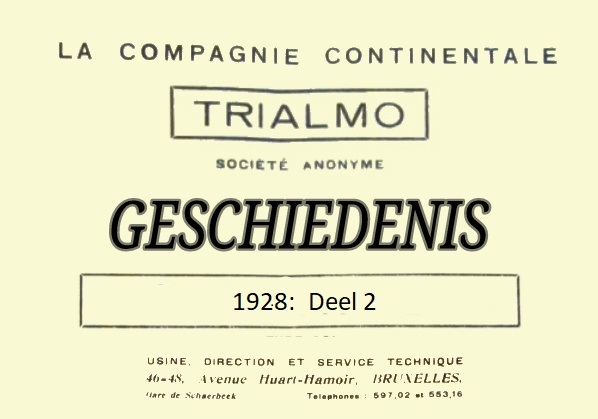 LA COMPAGNIE CONTINENTALE
TRIALMO
SOCIÉTÉ ANONYME
GESCHIEDENIS
1928: Deel 2
USINE, DIRECTION ET SERVICE TECHNIQUE
46-48, Avenue Huart-Hamoir, BRUXELLES.
Gare de Schaerbeek Telephones : 597,02 et 553,16